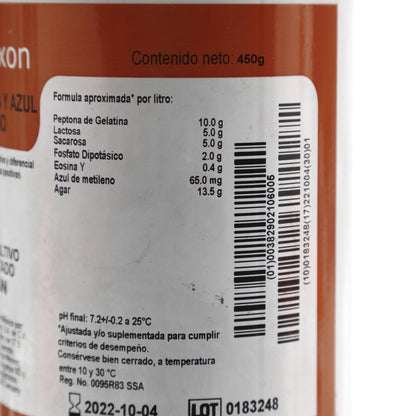 xon
Contenido neto: 450g
Y AZUL
Formula aproximada* por litro:
Peptona de Gelatina 10.0 g
Lactosa 5.0 g
Sacarosa 5.0 g
Fosfato Dipotásico 2.0 g
Eosina Y 0.4 g
Azul de metileno 65.0 mg
Agar 13.5 g
(01)00382902106005
(10)0183248(17)221004(30)01
pH final: 7.2+/-0.2 a 25°C
*Ajustada y/o suplementada para cumplir
criterios de desempeño.
Consérvese bien cerrado, a temperatura
entre 10 y 30 °C
Reg. No. 0095R83 SSA
2022-10-04 LOT 0183248